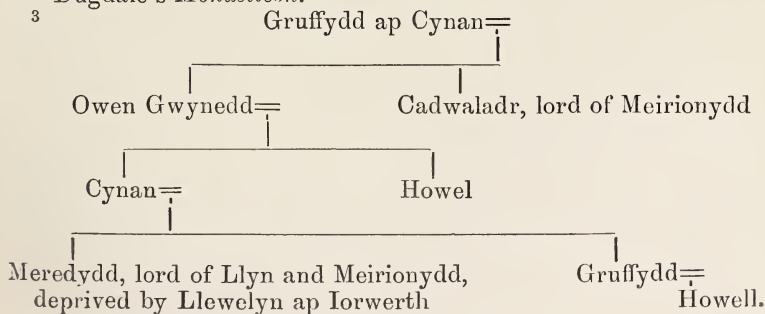 Dugdale's Monasticon.
3
Gruffydd ap Cynan=
Owen Gwynedd= Cadwaladr, lord of Meirionydd
Cynan= Howel
Meredydd, lord of Llyn and Meirionydd, Gruffydd=
deprived by Llewelyn ap Iorwerth Howell.